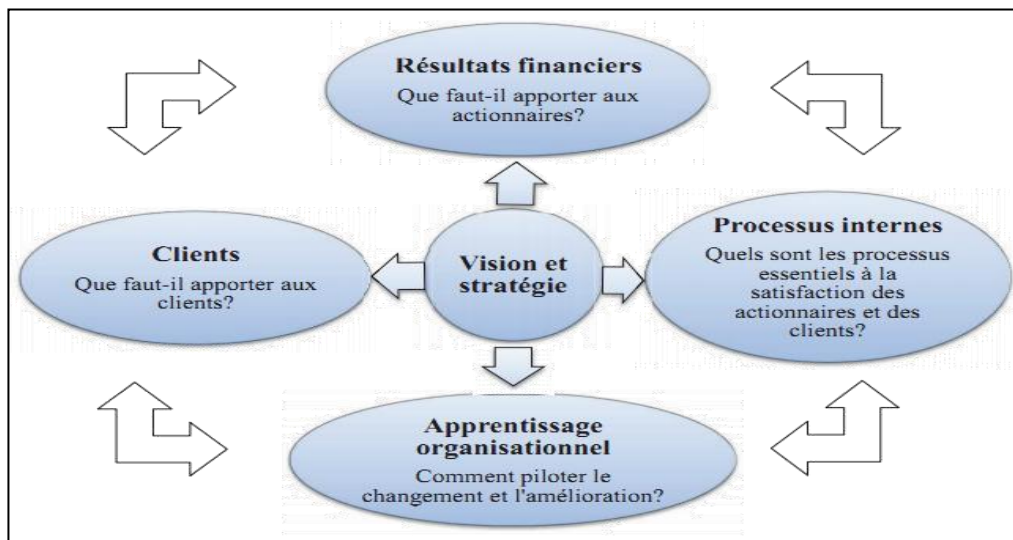 Résultats financiers
Que faut-il apporter aux
actionnaires?
Clients
Que faut-il apporter aux
clients?
Vision et
stratégie
Processus internes
Quels sont les processus
essentiels à la
satisfaction des
actionnaires et des
clients?
Apprentissage
organisationnel
Comment piloter le
changement et l'amélioration?